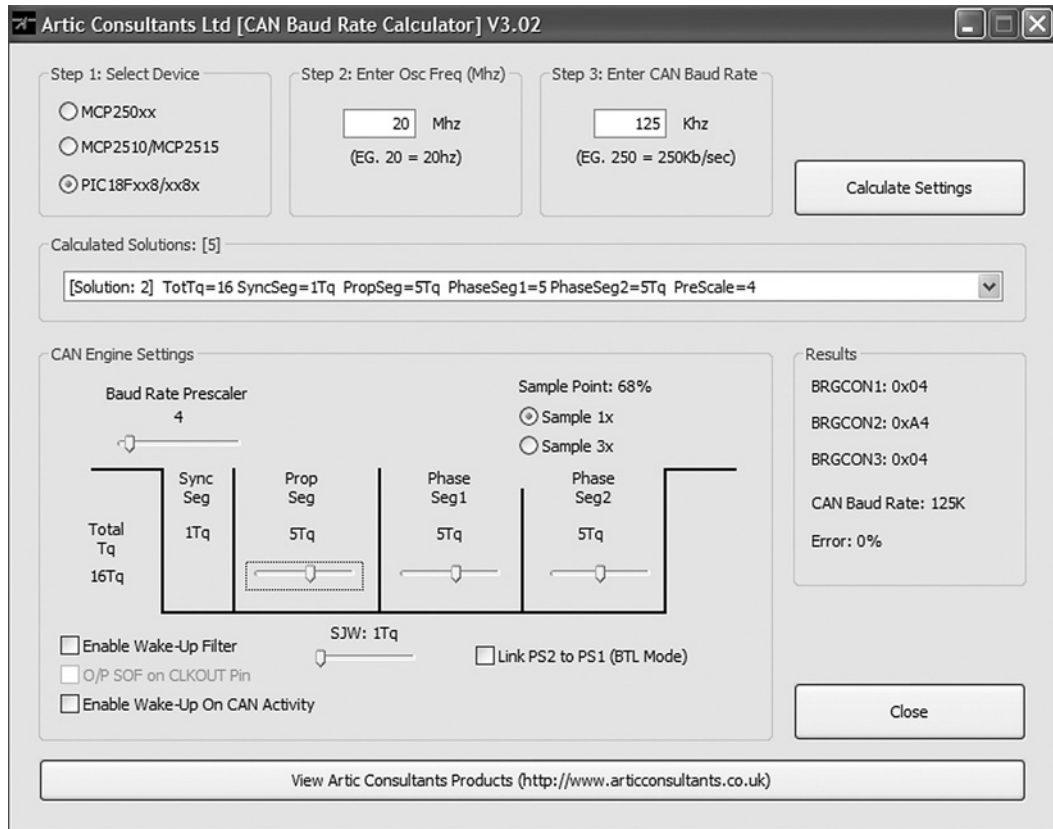 Artic Consultants Ltd [CAN Baud Rate Calculator] V3.02
Step 1: Select Device
MCP250xx
MCP2510/MCP2515
PIC18Fxx8/xx8x
Step 2: Enter Osc Freq (Mhz)
20 Mhz
(EG. 20 = 20hz)
Step 3: Enter CAN Baud Rate
125 Khz
(EG. 250 = 250Kb/sec)
Calculate Settings
Calculated Solutions: [5]
[Solution: 2] TotTq=16 SyncSeg=1Tq PropSeg=5Tq PhaseSeg1=5 PhaseSeg2=5Tq PreScale=4
CAN Engine Settings
Baud Rate Prescaler
4
Sample Point: 68%
Sample 1x
Sample 3x
Total
Tq
16Tq
Sync
Seg
1Tq
Prop
Seg
5Tq
Phase
Seg1
5Tq
Phase
Seg2
5Tq
Enable Wake-Up Filter
O/P SOF on CLKOUT Pin
Enable Wake-Up On CAN Activity
SJW: 1Tq
Link PS2 to PS1 (BTL Mode)
Results
BRGCON1: 0x04
BRGCON2: 0xA4
BRGCON3: 0x04
CAN Baud Rate: 125K
Error: 0%
Close
View Artic Consultants Products (http://www.articconsultants.co.uk)